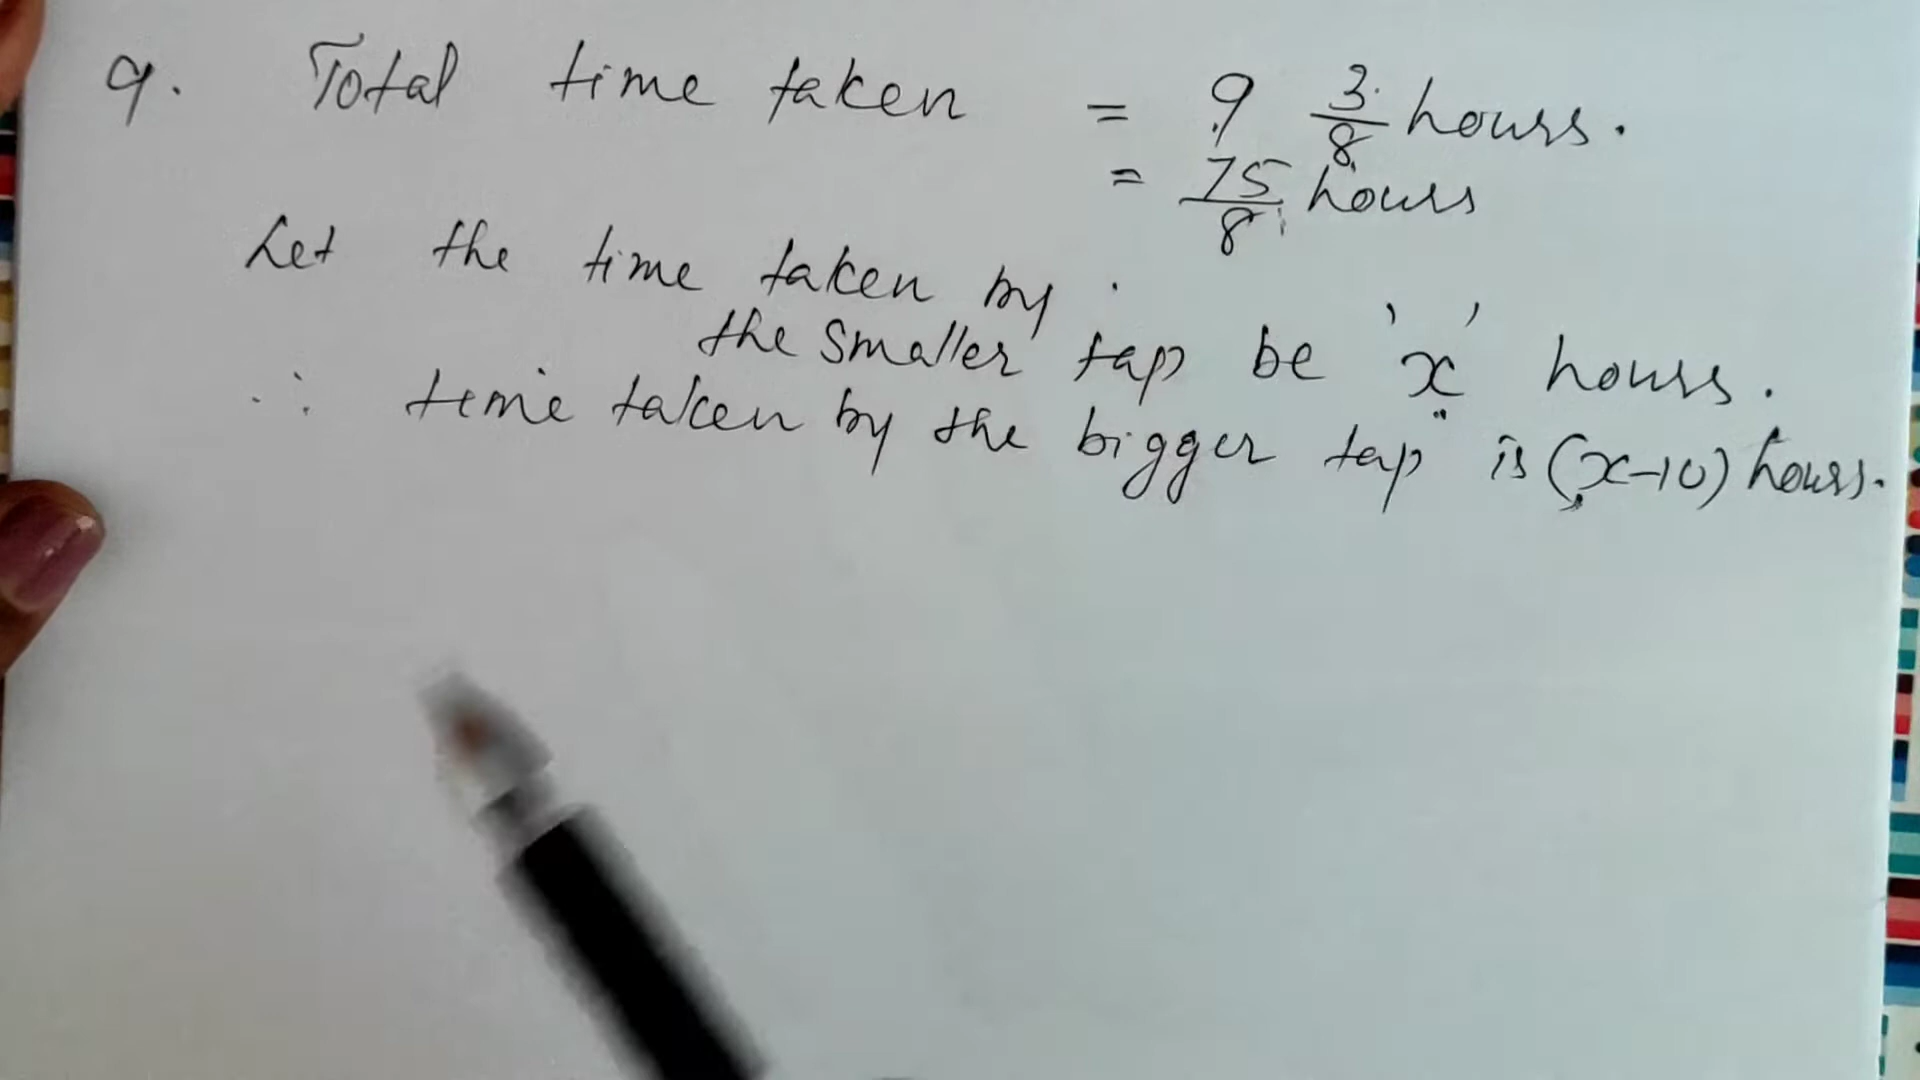 9. Total time taken = 9 3/8 hours.
= 75/8 hours
Let the time taken by
the smaller tap be 'x' hours.
∴ time taken by the bigger tap is (x-10) hours.